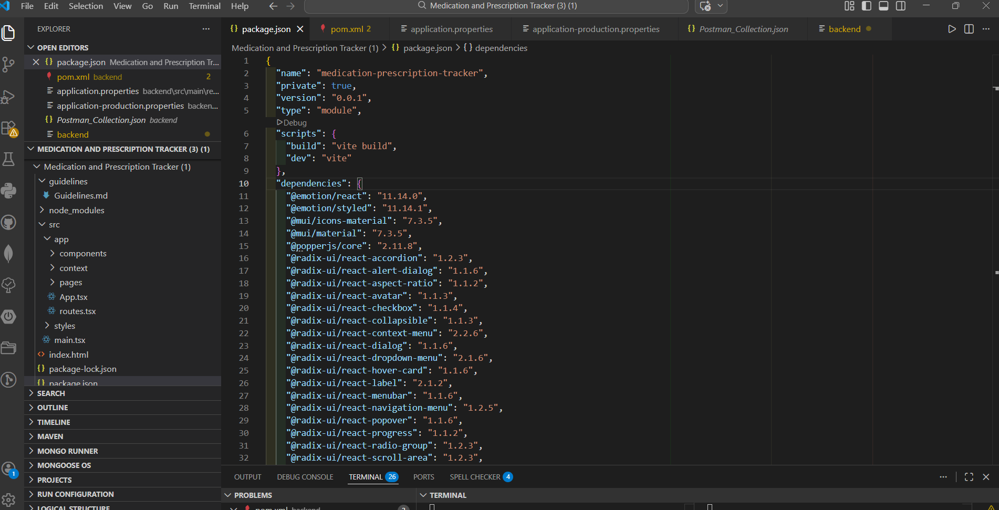 File Edit Selection View Go Run Terminal Help
Medication and Prescription Tracker (3) (1)
EXPLORER
OPEN EDITORS
package.json Medication and Prescription Tr...
pom.xml backend 2
application.properties backend\src\main\re...
application-production.properties backen...
Postman_Collection.json backend
backend
MEDICATION AND PRESCRIPTION TRACKER (3) (1)
Medication and Prescription Tracker (1)
guidelines
Guidelines.md
node_modules
src
app
components
context
pages
App.tsx
routes.tsx
styles
main.tsx
index.html
package-lock.json
package.json
SEARCH
OUTLINE
TIMELINE
MAVEN
MONGO RUNNER
MONGOOSE OS
PROJECTS
RUN CONFIGURATION
LOGICAL STRUCTURE
1
package.json
pom.xml 2
application.properties
application-production.properties
Postman_Collection.json
backend
Medication and Prescription Tracker (1) > {} package.json > {} dependencies
1 {
2 "name": "medication-prescription-tracker",
3 "private": true,
4 "version": "0.0.1",
5 "type": "module",
Debug
6 "scripts": {
7 "build": "vite build",
8 "dev": "vite"
9 },
10 "dependencies": {
11 "@emotion/react": "11.14.0",
12 "@emotion/styled": "11.14.1",
13 "@mui/icons-material": "7.3.5",
14 "@mui/material": "7.3.5",
15 "@popperjs/core": "2.11.8",
16 "@radix-ui/react-accordion": "1.2.3",
17 "@radix-ui/react-alert-dialog": "1.1.6",
18 "@radix-ui/react-aspect-ratio": "1.1.2",
19 "@radix-ui/react-avatar": "1.1.3",
20 "@radix-ui/react-checkbox": "1.1.4",
21 "@radix-ui/react-collapsible": "1.1.3",
22 "@radix-ui/react-context-menu": "2.2.6",
23 "@radix-ui/react-dialog": "1.1.6",
24 "@radix-ui/react-dropdown-menu": "2.1.6",
25 "@radix-ui/react-hover-card": "1.1.6",
26 "@radix-ui/react-label": "2.1.2",
27 "@radix-ui/react-menubar": "1.1.6",
28 "@radix-ui/react-navigation-menu": "1.2.5",
29 "@radix-ui/react-popover": "1.1.6",
30 "@radix-ui/react-progress": "1.1.2",
31 "@radix-ui/react-radio-group": "1.2.3",
32 "@radix-ui/react-scroll-area": "1.2.3",
OUTPUT DEBUG CONSOLE TERMINAL 26 PORTS SPELL CHECKER 4
PROBLEMS
TERMINAL
pom.xml backend 2